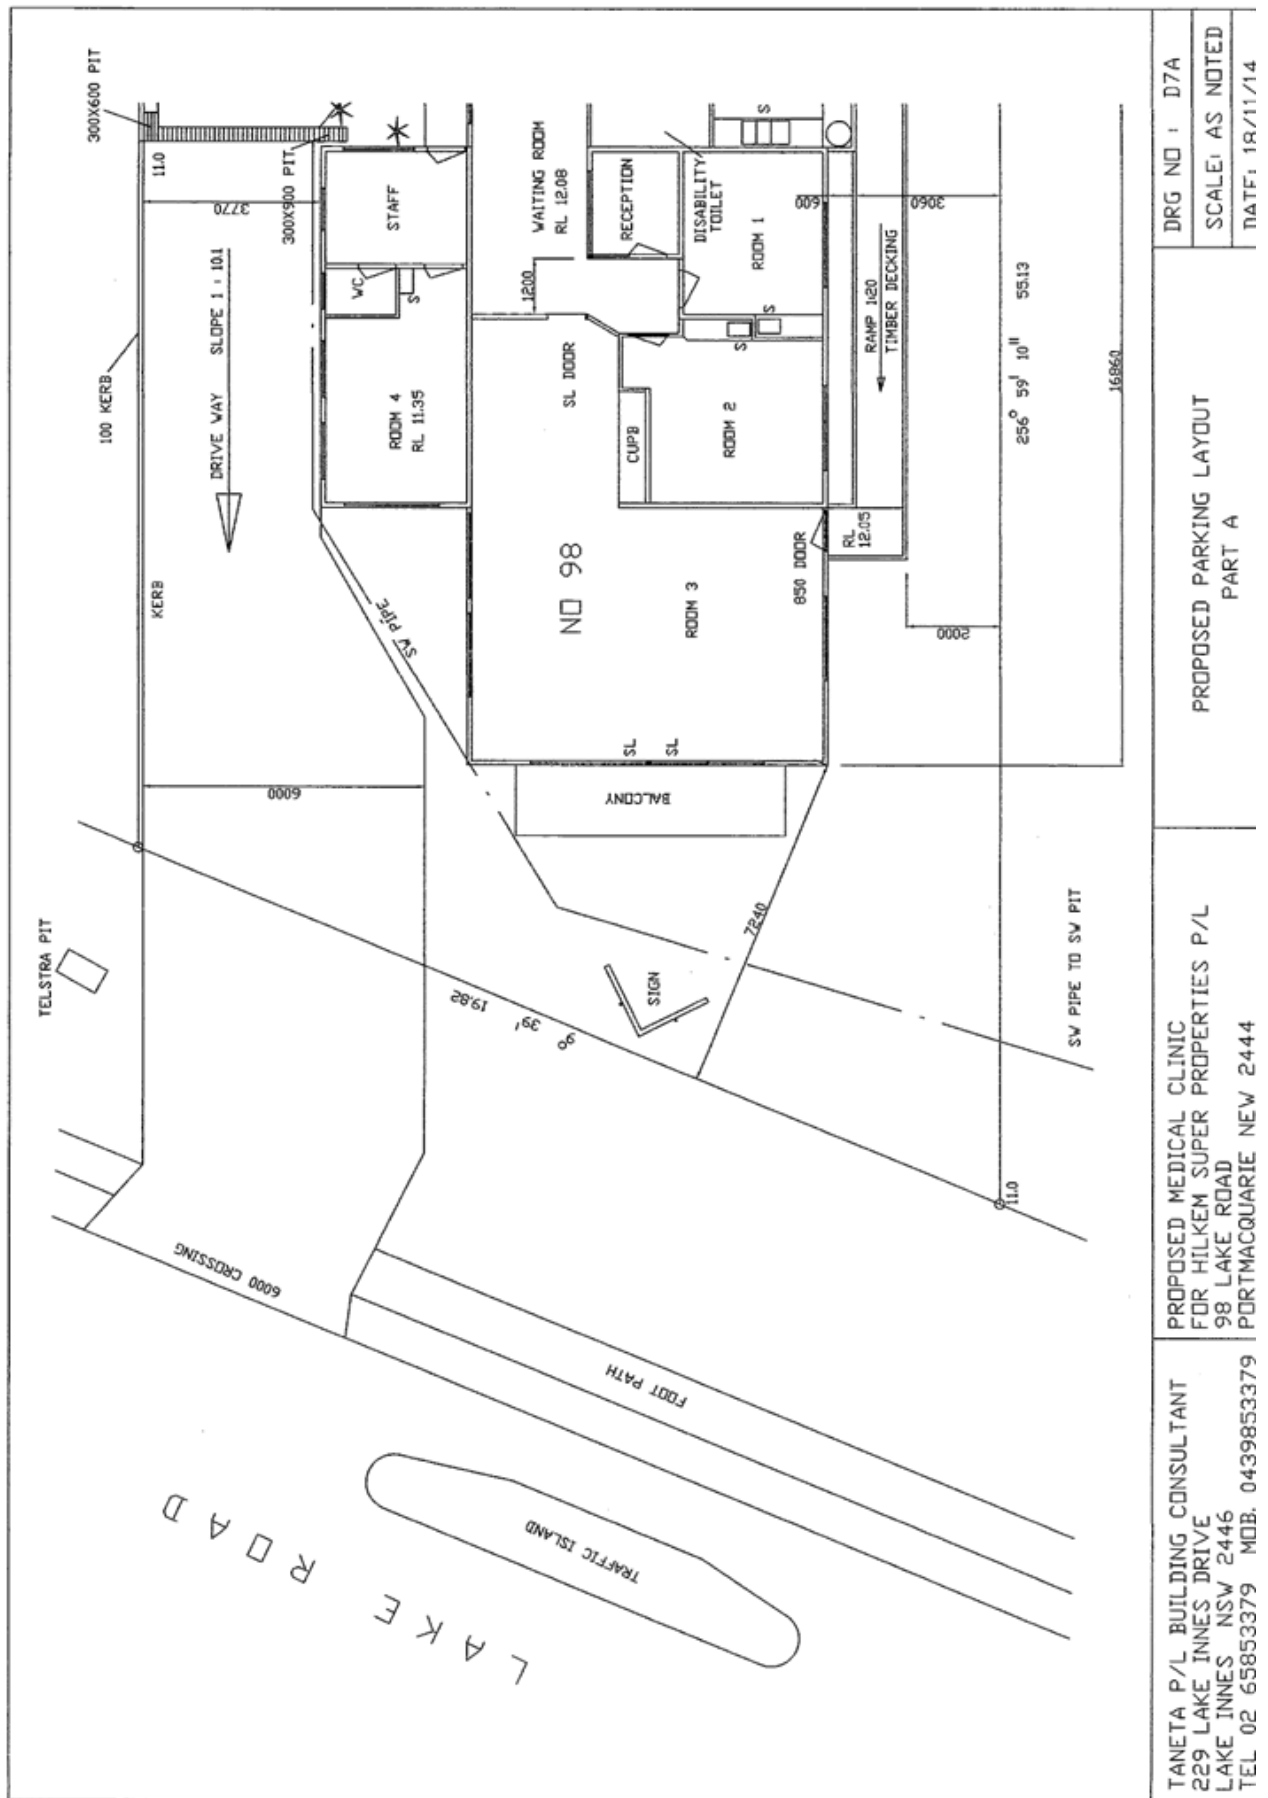 300X600 PIT
11.0
3770
300X900 PIT
100 KERB
DRIVE WAY SLOPE 1 : 10.1
KERB
STAFF
WC
S
ROOM 4
RL 11.35
WAITING ROOM
RL 12.08
RECEPTION
DISABILITY
TOILET
S
ROOM 1
S
1200
SL DOOR
S
CUPB
ROOM 2
600
3060
RAMP 1:20
TIMBER DECKING
256° 59' 10" 55.13
16860
NO 98
ROOM 3
850 DOOR
RL
12.05
2000
SW PIPE
SL
SL
BALCONY
6000
TELSTRA PIT
19.82
39'
9°
SIGN
7240
SW PIPE TO SW PIT
11.0
6000 CROSSING
FOOT PATH
TRAFFIC ISLAND
LAKE ROAD
TANETA P/L BUILDING CONSULTANT
229 LAKE INNES DRIVE
LAKE INNES NSW 2446
TEL 02 65853379 MOB. 0439853379
PROPOSED MEDICAL CLINIC
FOR HILKEM SUPER PROPERTIES P/L
98 LAKE ROAD
PORTMACQUARIE NEW 2444
PROPOSED PARKING LAYOUT
PART A
DRG NO : D7A
SCALE: AS NOTED
DATE: 18/11/14